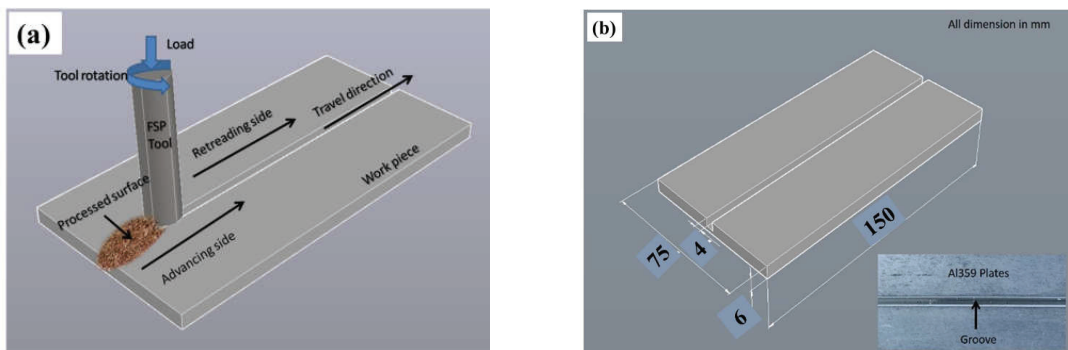 (a)
Load
Tool rotation
FSP
Tool
Retreading side
Travel direction
Processed surface
Work piece
Advancing side
(b)
All dimension in mm
75
4
150
6
Al359 Plates
Groove